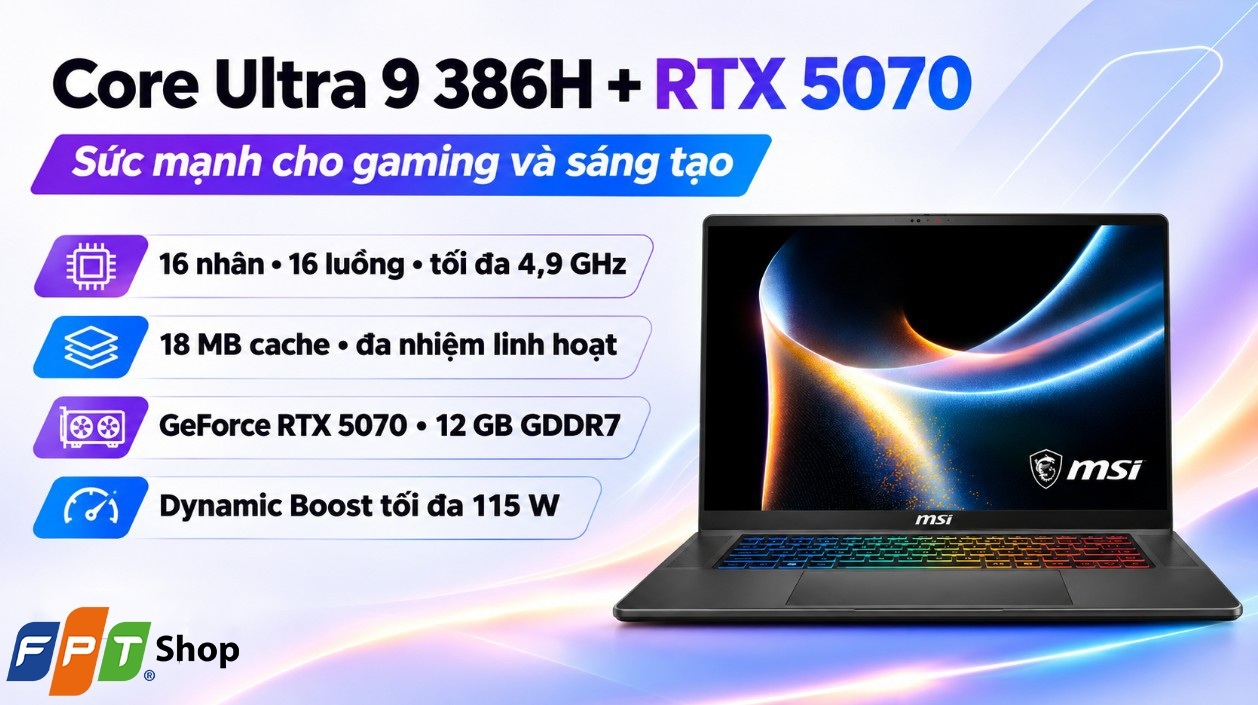 Core Ultra 9 386H + RTX 5070
Sức mạnh cho gaming và sáng tạo
16 nhân • 16 luồng • tối đa 4,9 GHz
18 MB cache • đa nhiệm linh hoạt
GeForce RTX 5070 • 12 GB GDDR7
Dynamic Boost tối đa 115 W
msi
msi
FPT® Shop